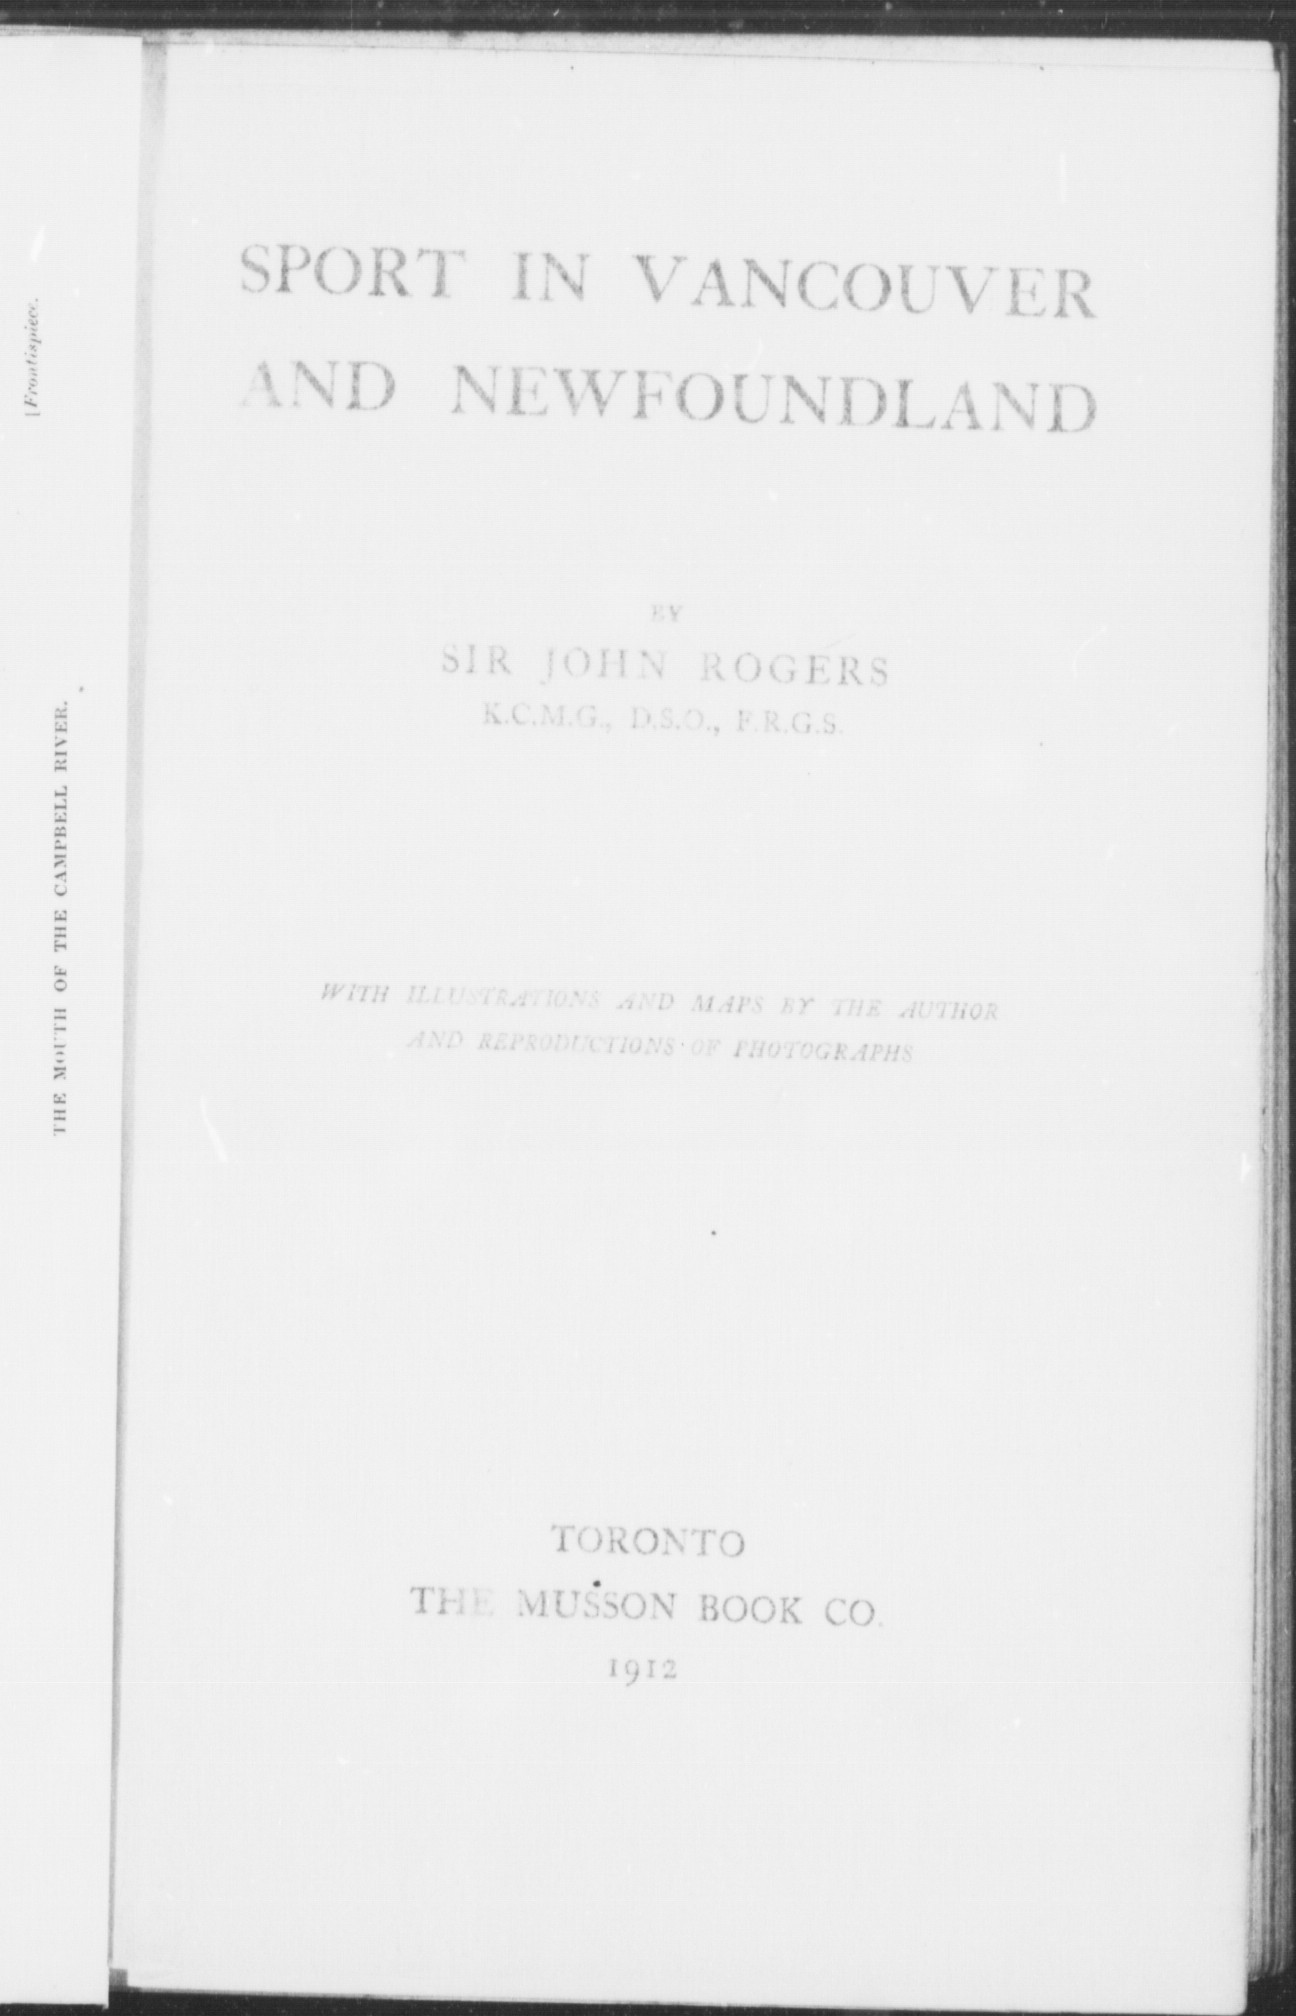 [Frontispiece.
THE MOUTH OF THE CAMPBELL RIVER.
SPORT IN VANCOUVER
AND NEWFOUNDLAND
BY
SIR JOHN ROGERS
K.C.M.G., D.S.O., F.R.G.S.
WITH ILLUSTRATIONS AND MAPS BY THE AUTHOR
AND REPRODUCTIONS OF PHOTOGRAPHS
TORONTO
THE MUSSON BOOK CO.
1912